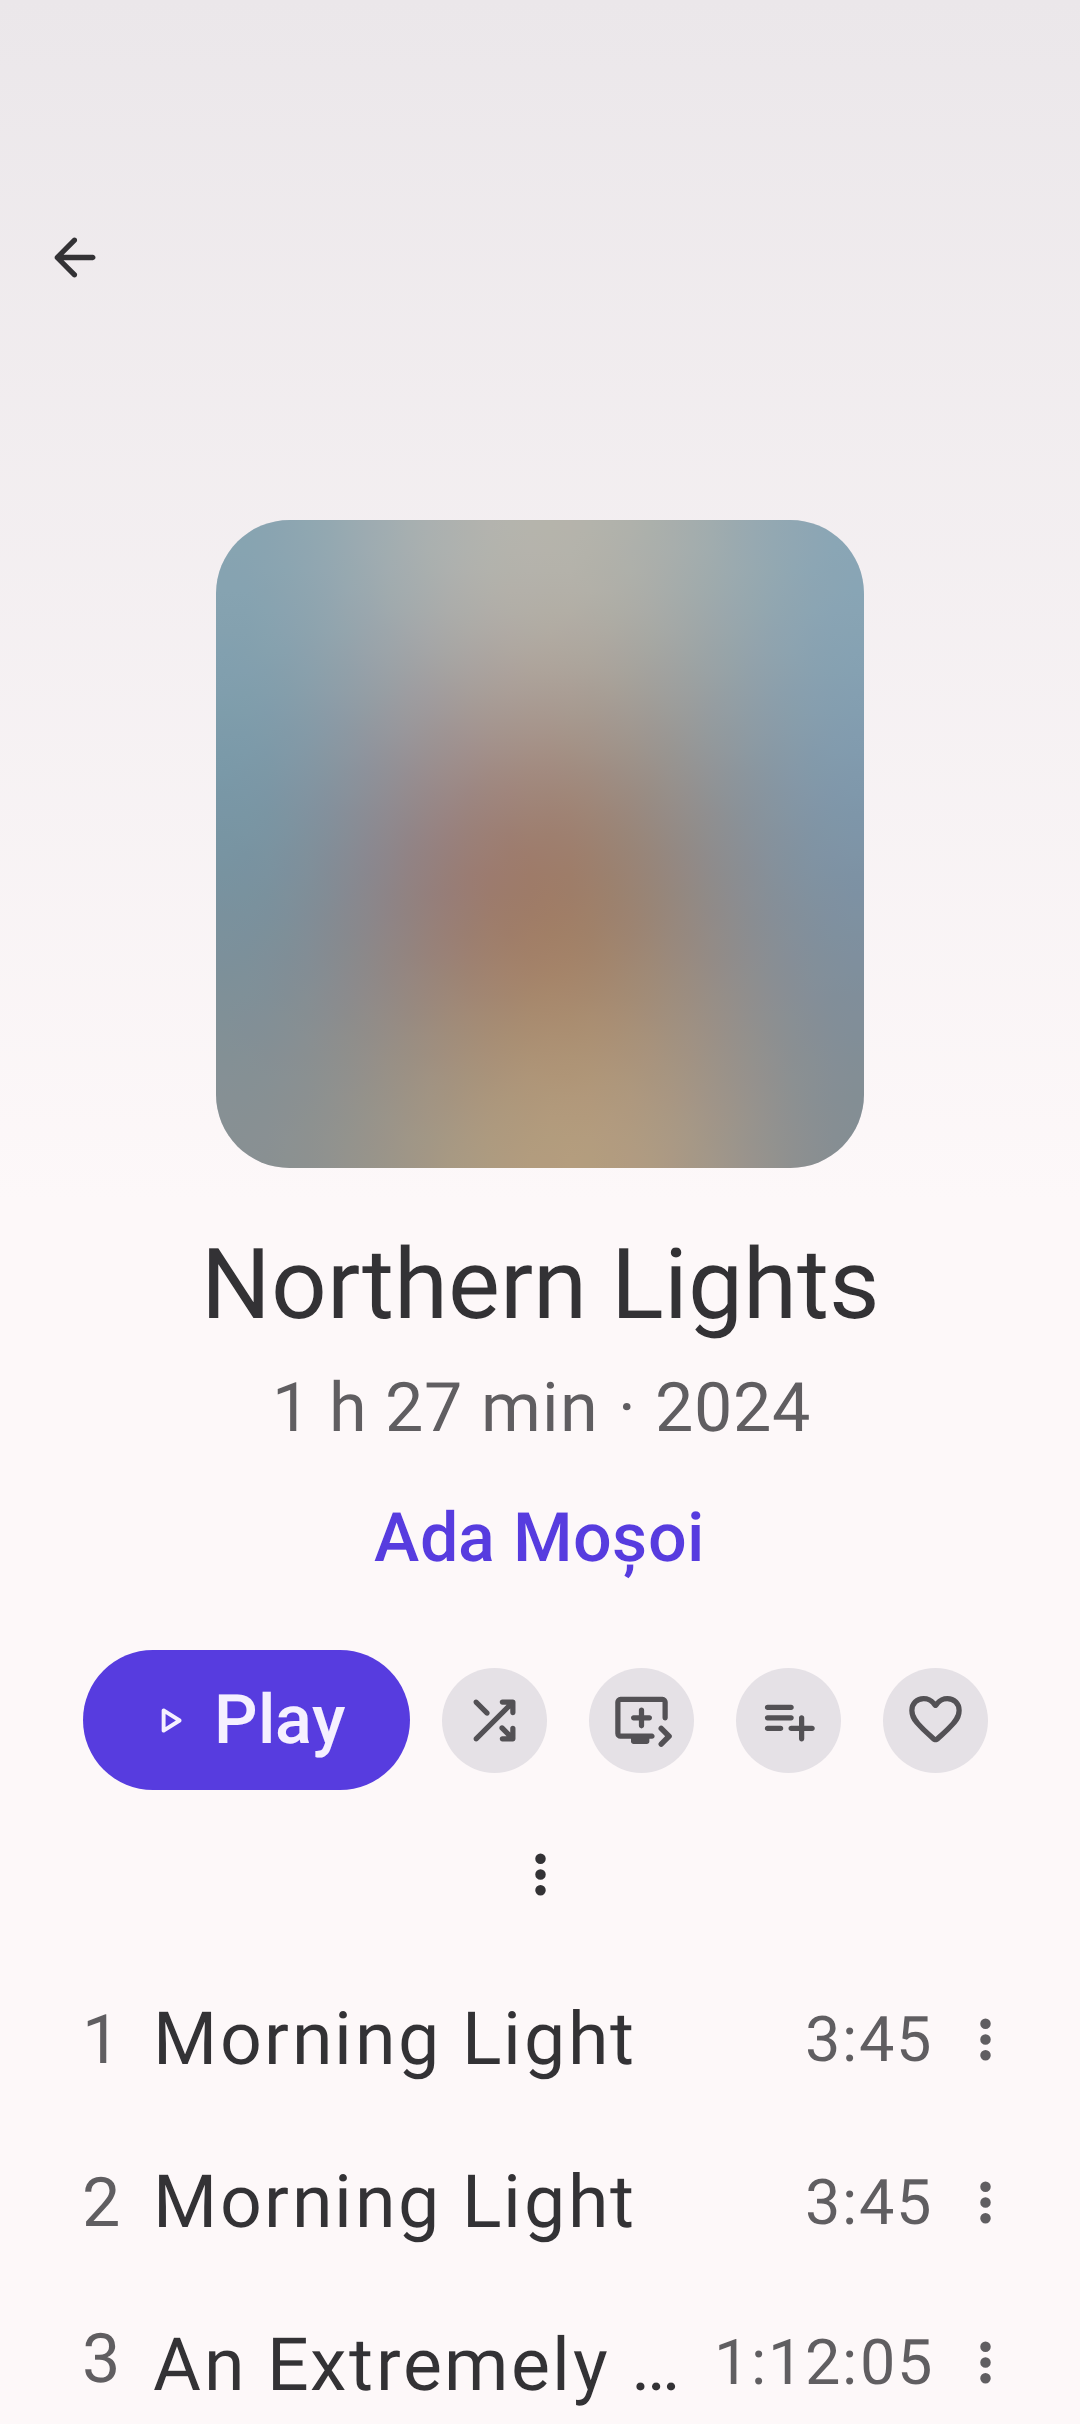 Northern Lights
1 h 27 min · 2024
Ada Moșoi
Play
1 Morning Light 3:45
2 Morning Light 3:45
3 An Extremely … 1:12:05